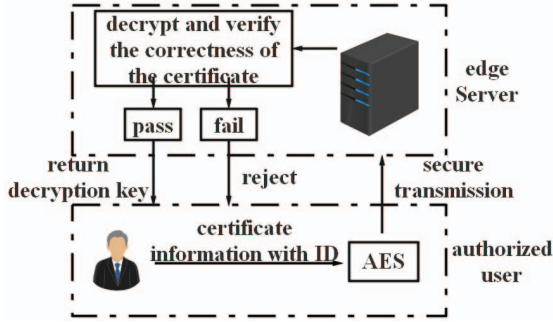 decrypt and verify
the correctness of
the certificate
edge
Server
pass
fail
return
decryption key
reject
secure
transmission
certificate
information with ID
AES
authorized
user